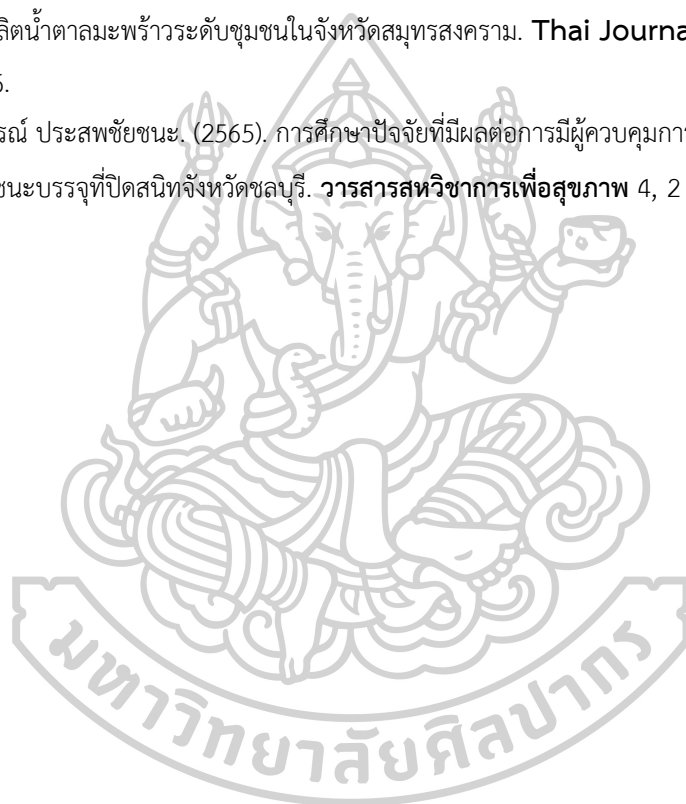 ลิตน้ำตาลมะพร้าวระดับชุมชนในจังหวัดสมุทรสงคราม. Thai Journa
รณ์ ประสพชัยชนะ. (2565). การศึกษาปัจจัยที่มีผลต่อการมีผู้ควบคุมการ
ชนะบรรจุที่ปิดสนิทจังหวัดชลบุรี. วารสารสหวิชาการเพื่อสุขภาพ 4, 2
มหาวิทยาลัยศิลปากร